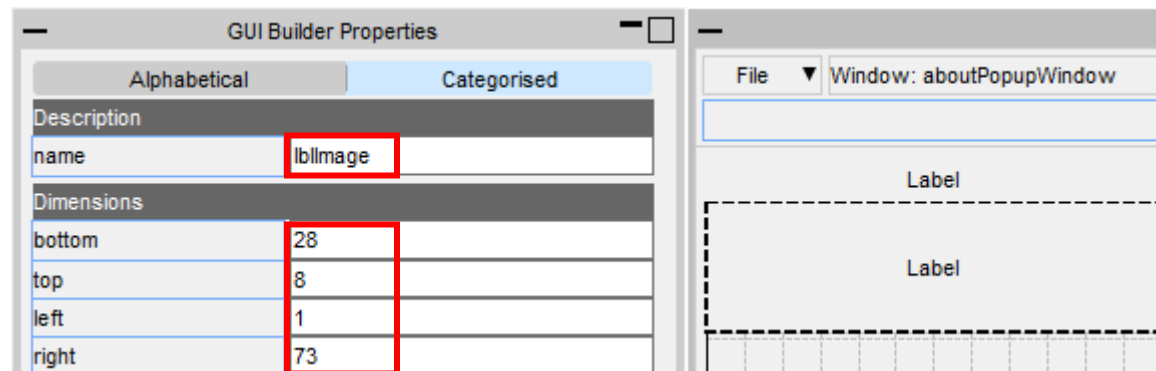 GUI Builder Properties
Alphabetical Categorised
Description
name lblImage
Dimensions
bottom 28
top 8
left 1
right 73
File ▼ Window: aboutPopupWindow
Label
Label